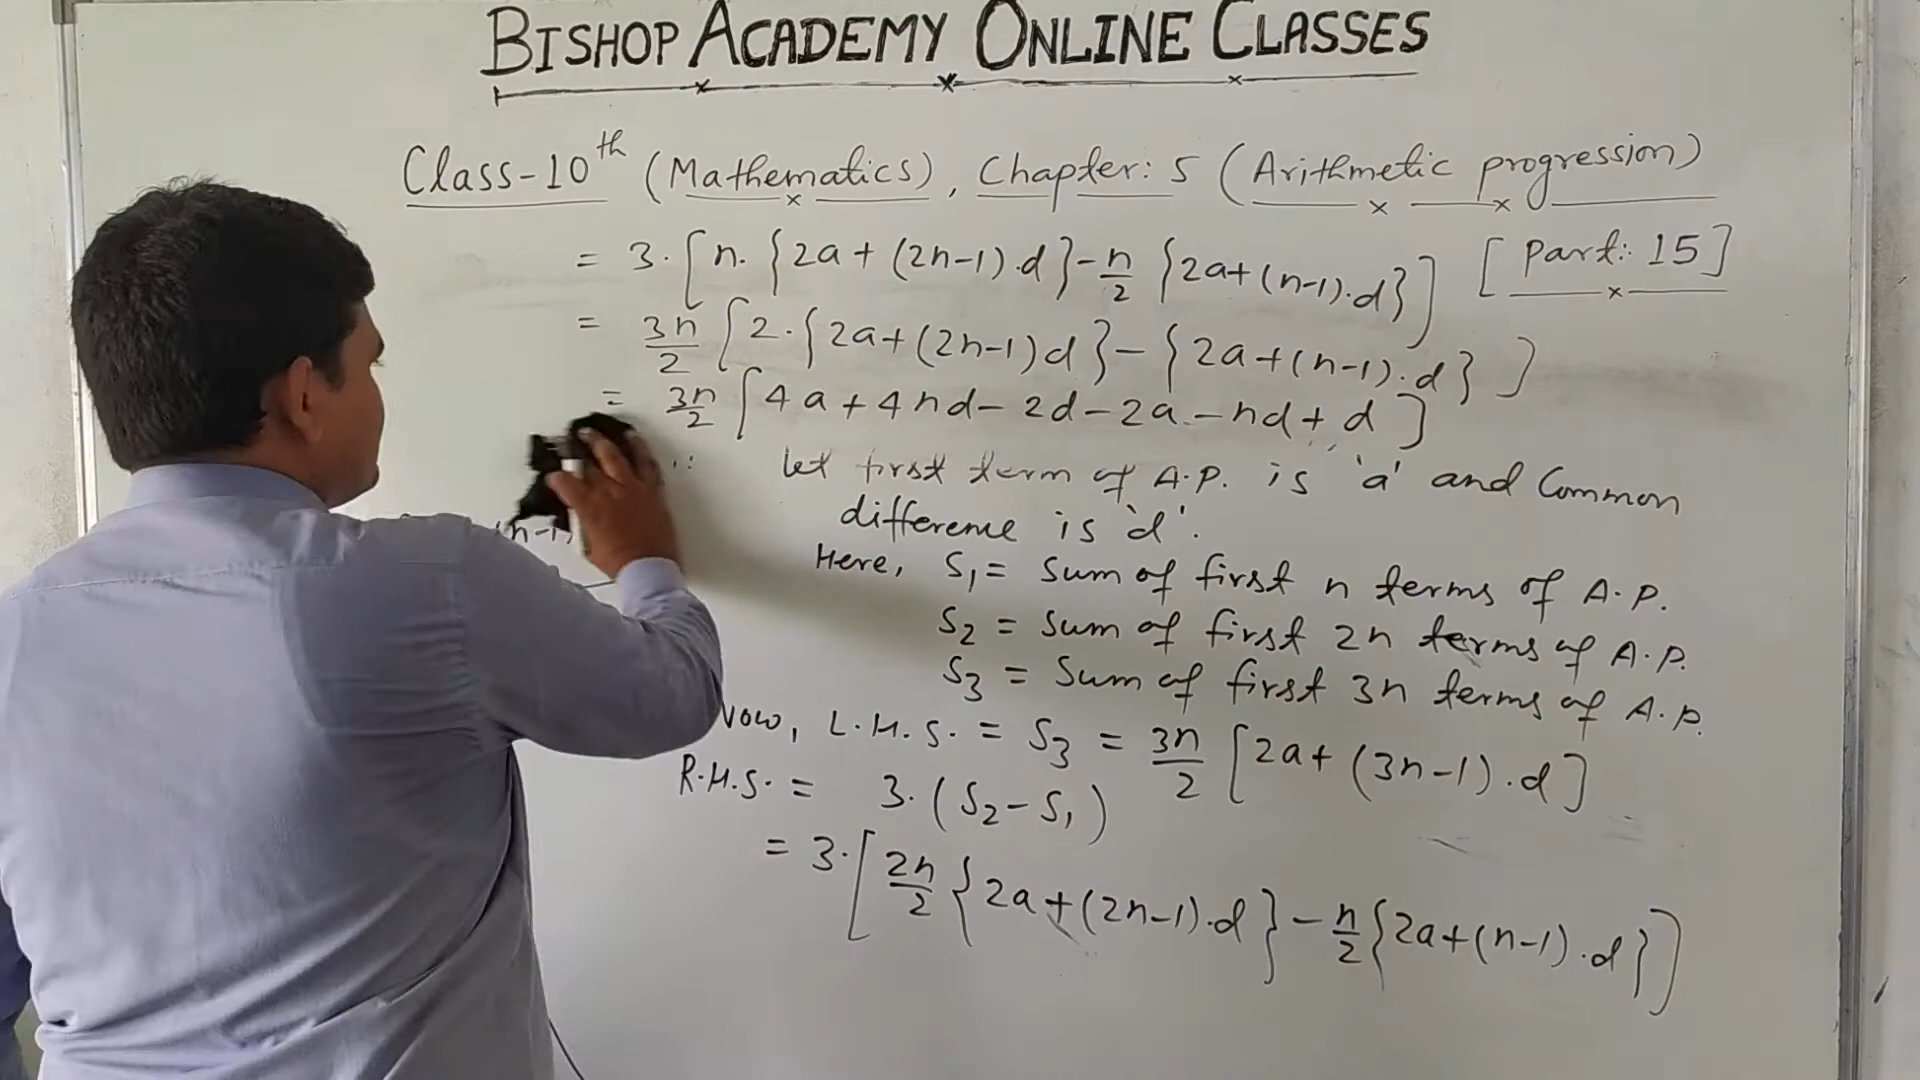 BISHOP ACADEMY ONLINE CLASSES
Class-10th (Mathematics), Chapter: 5 (Arithmetic progression)
[Part: 15]
= 3·[n·{2a+(2n-1)·d}-n/2{2a+(n-1)·d}]
= 3n/2[2·{2a+(2n-1)d}-{2a+(n-1)·d}]
= 3n/2[4a+4nd-2d-2a-nd+d]
Let first term of A.P. is 'a' and Common
difference is 'd'.
(n-1)
Here, S₁= Sum of first n terms of A.P.
S₂ = Sum of first 2n terms of A.P.
S₃ = Sum of first 3n terms of A.P.
Now, L.H.S. = S₃ = 3n/2[2a+(3n-1)·d]
R.H.S. = 3·(S₂-S₁)
= 3·[2n/2{2a+(2n-1)·d}-n/2{2a+(n-1)·d}]